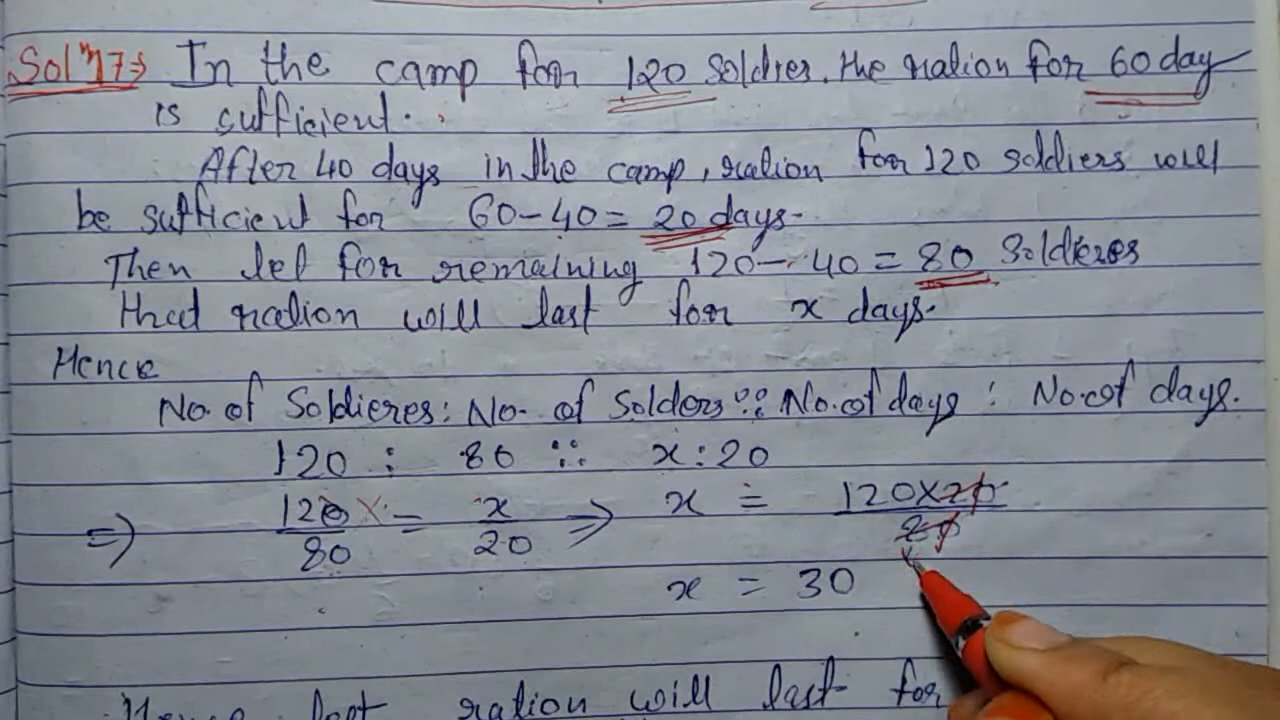 Solⁿ 17⇒ In the camp for 120 Soldier, the ration for 60 day
is sufficient.
After 40 days in the camp, ration for 120 soldiers will
be sufficient for 60-40= 20 days.
Then let for remaining 120-40 = 80 Soldieres
That ration will last for x days.
Hence
No. of Soldieres : No. of Solders :: No. of days : No. of days.
120 : 80 :: x : 20
⇒ 120/80 = x/20 ⇒ x = 120×20/80
x = 30
ration will last for